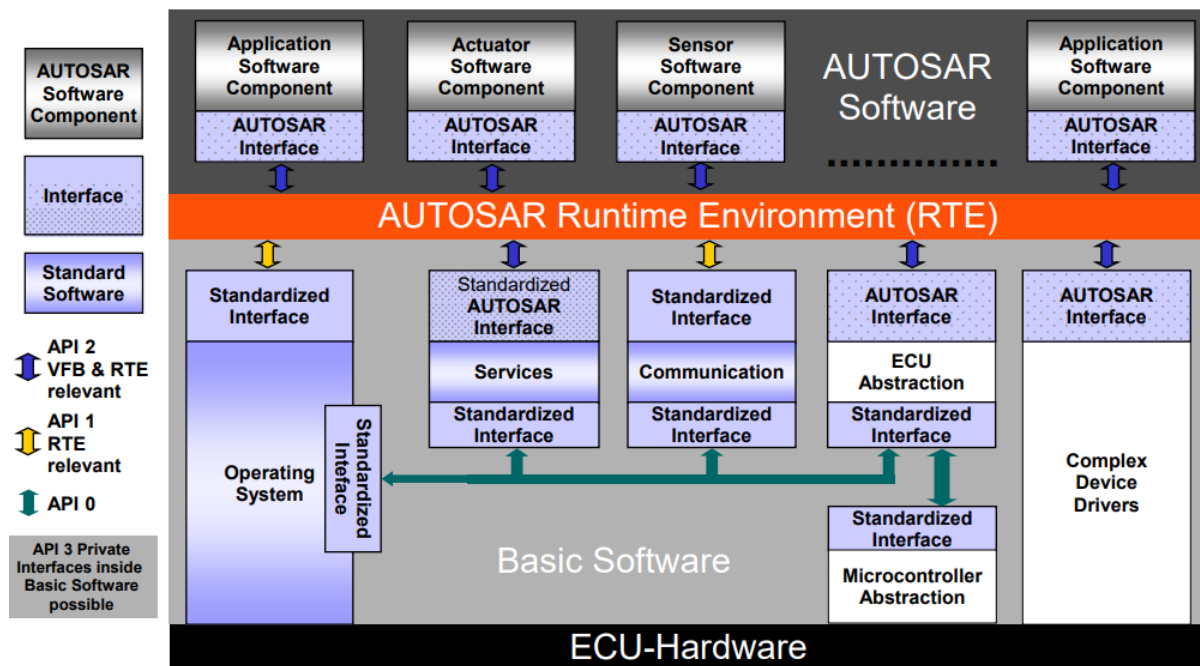 AUTOSAR
Software
Component
Interface
Standard
Software
API 2
VFB & RTE
relevant
API 1
RTE
relevant
API 0
API 3 Private
Interfaces inside
Basic Software
possible
Application
Software
Component
AUTOSAR
Interface
Actuator
Software
Component
AUTOSAR
Interface
Sensor
Software
Component
AUTOSAR
Interface
AUTOSAR
Software
Application
Software
Component
AUTOSAR
Interface
AUTOSAR Runtime Environment (RTE)
Standardized
Interface
Operating
System
Standardized
Inteface
Standardized
AUTOSAR
Interface
Services
Standardized
Interface
Standardized
Interface
Communication
Standardized
Interface
AUTOSAR
Interface
ECU
Abstraction
Standardized
Interface
Standardized
Interface
Microcontroller
Abstraction
AUTOSAR
Interface
Complex
Device
Drivers
Basic Software
ECU-Hardware